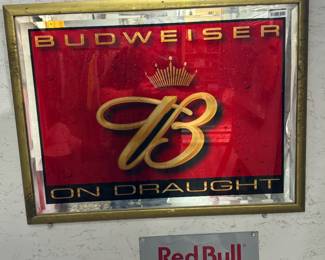 BUDWEISER
B
ON DRAUGHT
Red Bull